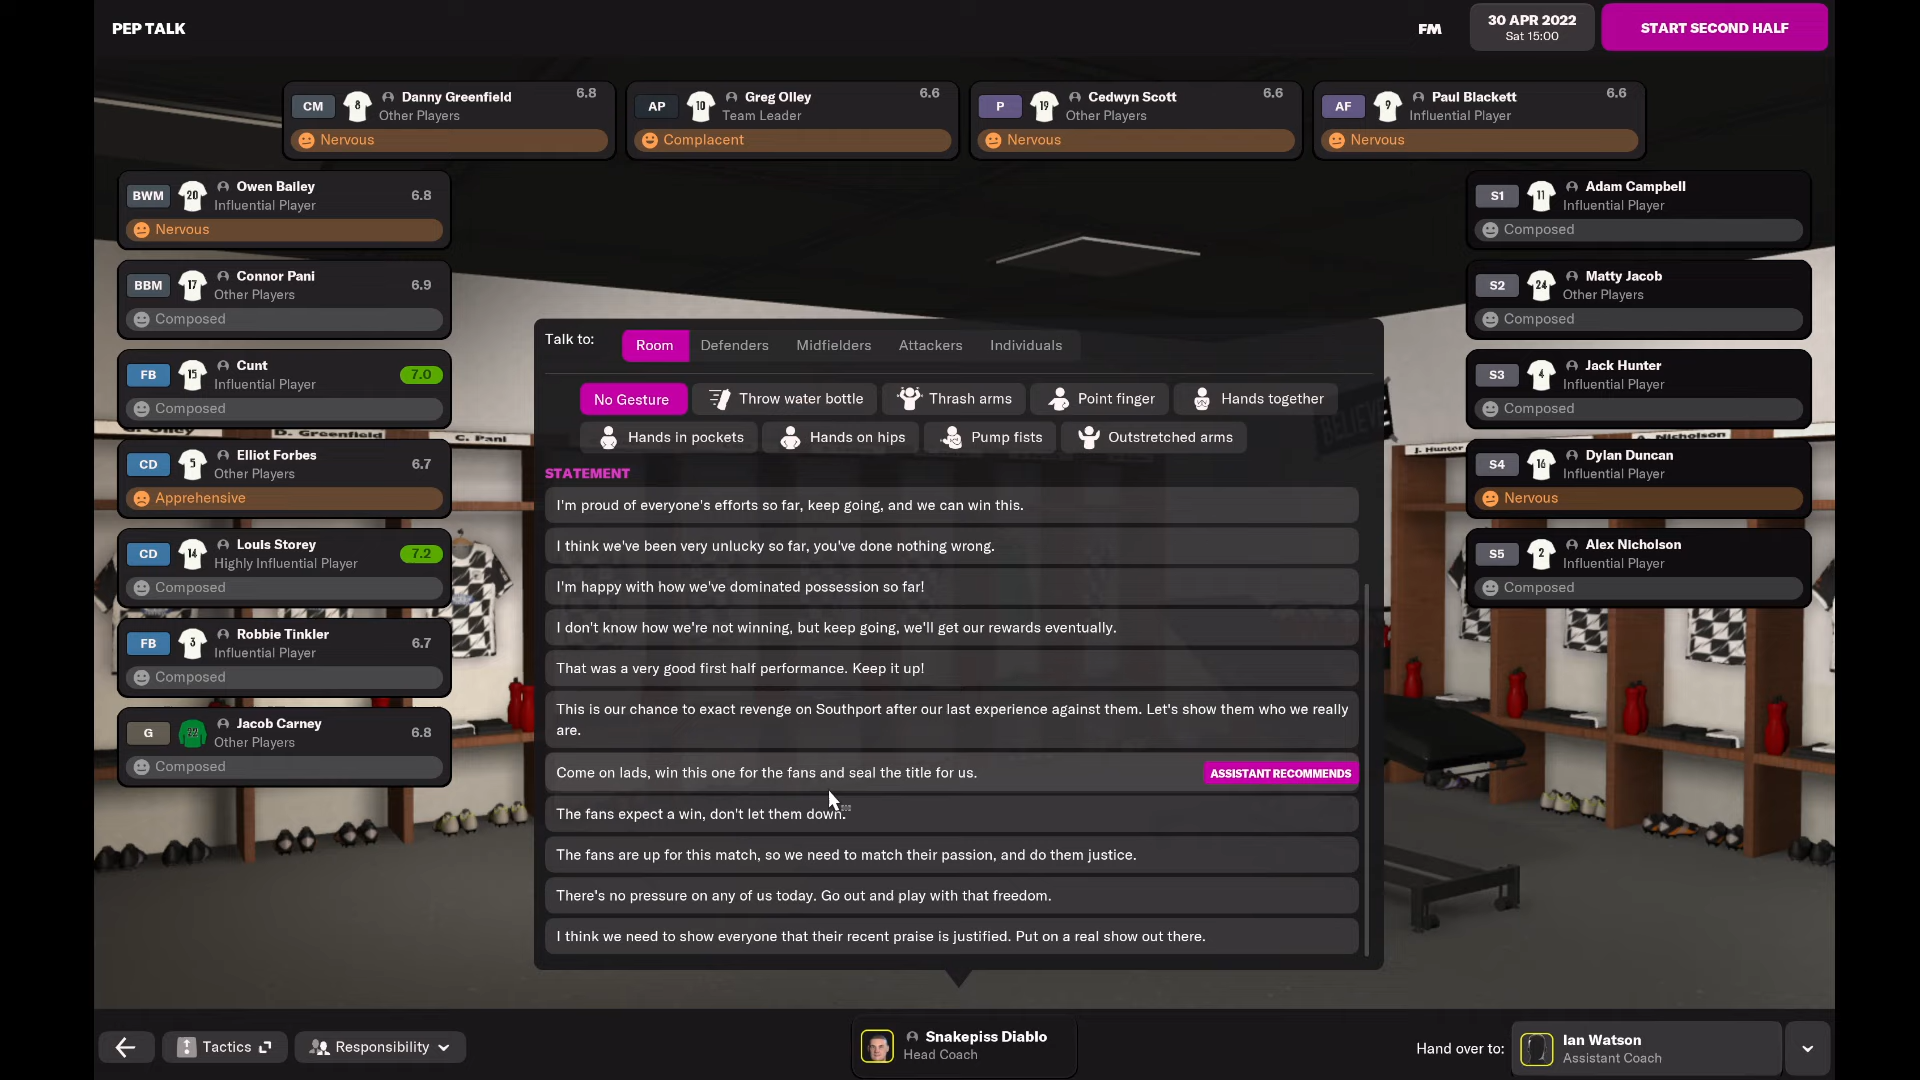 PEP TALK
FM
30 APR 2022
Sat 15:00
START SECOND HALF
CM
8
Danny Greenfield
6.8
Other Players
Nervous
AP
10
Greg Olley
6.6
Team Leader
Complacent
P
19
Cedwyn Scott
6.6
Other Players
Nervous
AF
9
Paul Blackett
6.6
Influential Player
Nervous
BWM
20
Owen Bailey
6.8
Influential Player
Nervous
BBM
17
Connor Pani
6.9
Other Players
Composed
FB
15
Cunt
7.0
Influential Player
Composed
CD
5
Elliot Forbes
6.7
Other Players
Apprehensive
CD
14
Louis Storey
7.2
Highly Influential Player
Composed
FB
3
Robbie Tinkler
6.7
Influential Player
Composed
G
Jacob Carney
6.8
Other Players
Composed
S1
11
Adam Campbell
Influential Player
Composed
S2
24
Matty Jacob
Other Players
Composed
S3
4
Jack Hunter
Influential Player
Composed
S4
16
Dylan Duncan
Influential Player
Nervous
S5
2
Alex Nicholson
Influential Player
Composed
Talk to:
Room
Defenders
Midfielders
Attackers
Individuals
No Gesture
Throw water bottle
Thrash arms
Point finger
Hands together
Hands in pockets
Hands on hips
Pump fists
Outstretched arms
STATEMENT
I'm proud of everyone's efforts so far, keep going, and we can win this.
I think we've been very unlucky so far, you've done nothing wrong.
I'm happy with how we've dominated possession so far!
I don't know how we're not winning, but keep going, we'll get our rewards eventually.
That was a very good first half performance. Keep it up!
This is our chance to exact revenge on Southport after our last experience against them. Let's show them who we really
are.
Come on lads, win this one for the fans and seal the title for us.
ASSISTANT RECOMMENDS
The fans expect a win, don't let them down.
The fans are up for this match, so we need to match their passion, and do them justice.
There's no pressure on any of us today. Go out and play with that freedom.
I think we need to show everyone that their recent praise is justified. Put on a real show out there.
BELIEVE
G. Olley
D. Greenfield
C. Pani
J. Hunter
A. Nicholson
Tactics
Responsibility
Snakepiss Diablo
Head Coach
Hand over to:
Ian Watson
Assistant Coach